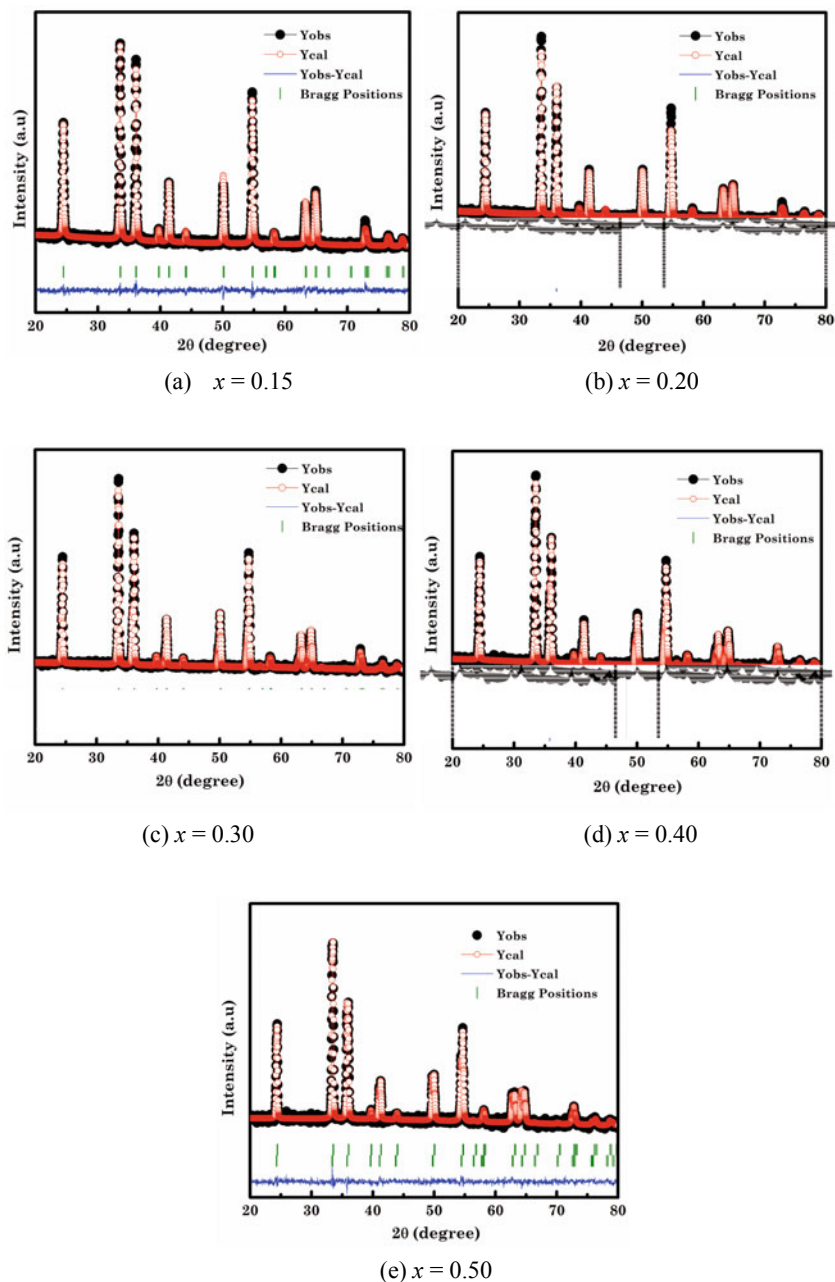 Yobs
Ycal
Yobs-Ycal
Bragg Positions
Intensity (a.u)
20 30 40 50 60 70 80
2θ (degree)
(a) x = 0.15
Yobs
Ycal
Yobs-Ycal
Bragg Positions
Intensity (a.u)
20 30 40 50 60 70 80
2θ (degree)
(b) x = 0.20
Yobs
Ycal
Yobs-Ycal
Bragg Positions
Intensity (a.u)
20 30 40 50 60 70 80
2θ (degree)
(c) x = 0.30
Yobs
Ycal
Yobs-Ycal
Bragg Positions
Intensity (a.u)
20 30 40 50 60 70 80
2θ (degree)
(d) x = 0.40
Yobs
Ycal
Yobs-Ycal
Bragg Positions
Intensity (a.u)
20 30 40 50 60 70 80
2θ (degree)
(e) x = 0.50